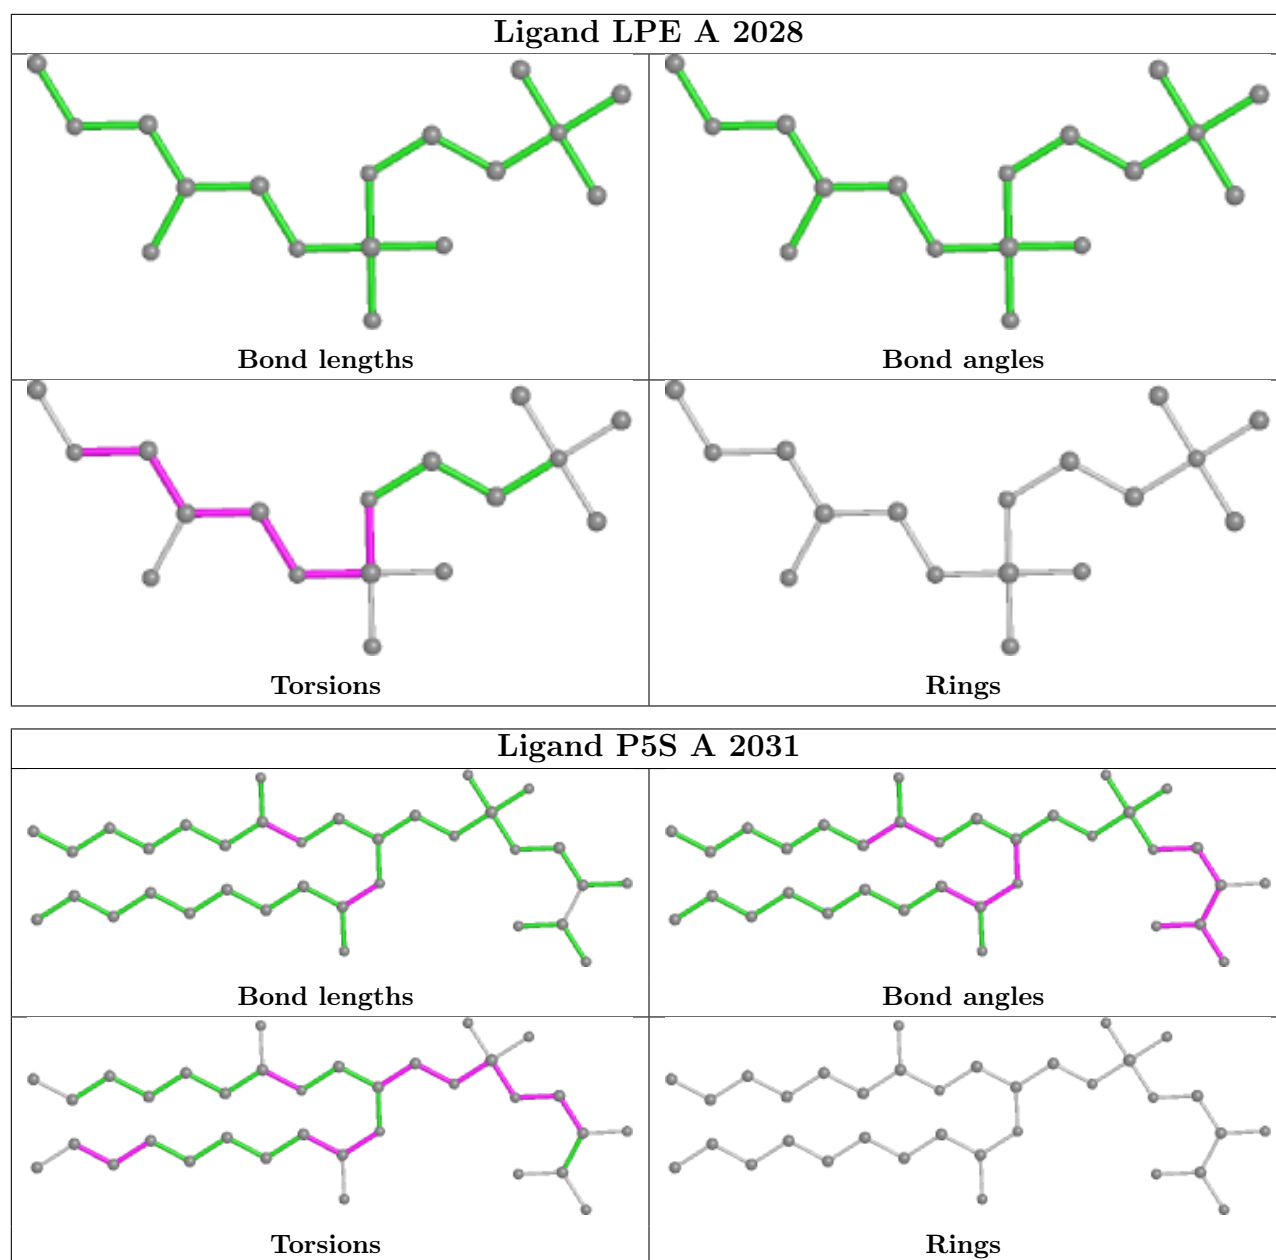 Ligand LPE A 2028
Bond lengths
Bond angles
Torsions
Rings
Ligand P5S A 2031
Bond lengths
Bond angles
Torsions
Rings